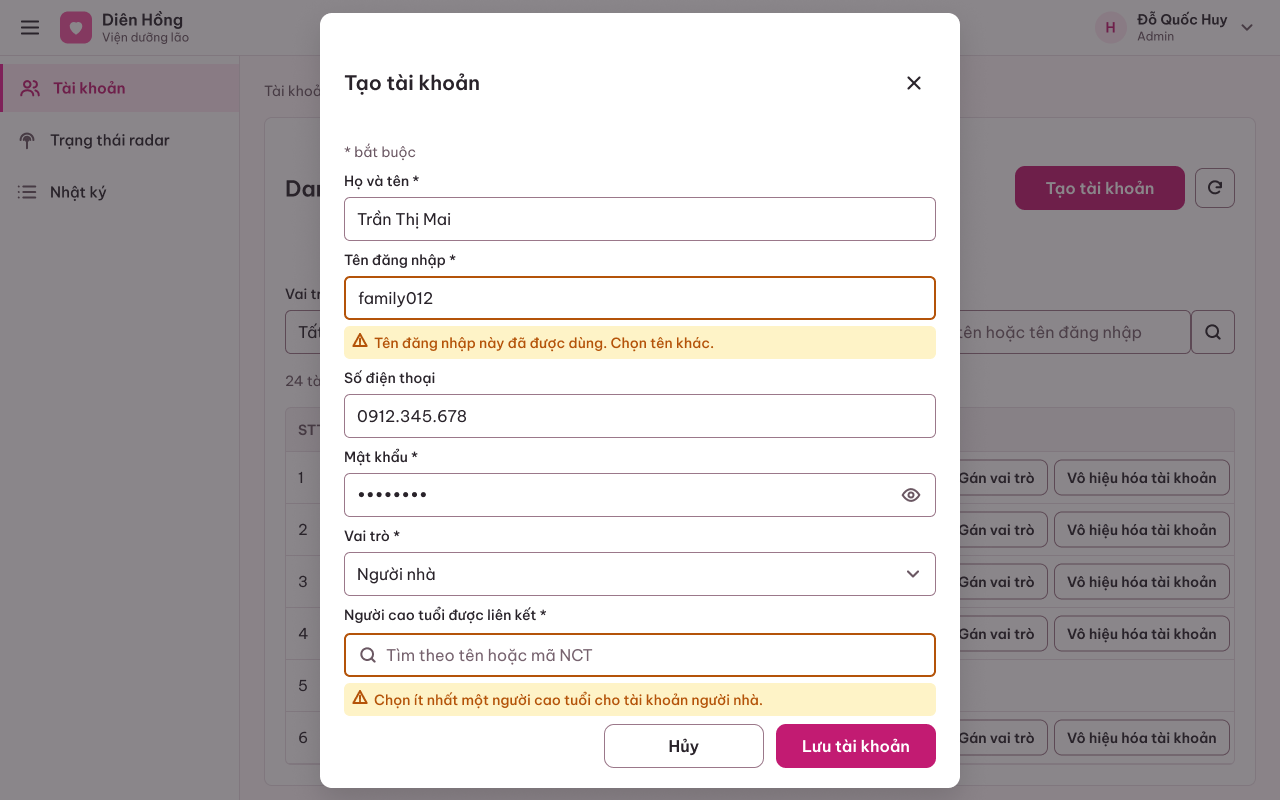 Diên Hồng
Viện dưỡng lão
H
Đỗ Quốc Huy
Admin
Tài khoản
Trạng thái radar
Nhật ký
Tạo tài khoản
Tạo tài khoản
* bắt buộc
Họ và tên *
Trần Thị Mai
Tên đăng nhập *
family012
Tên đăng nhập này đã được dùng. Chọn tên khác.
Số điện thoại
0912.345.678
Mật khẩu *
••••••••
Vai trò *
Người nhà
Người cao tuổi được liên kết *
Tìm theo tên hoặc mã NCT
Chọn ít nhất một người cao tuổi cho tài khoản người nhà.
Hủy
Lưu tài khoản
tên hoặc tên đăng nhập
24
STT
1 Gán vai trò Vô hiệu hóa tài khoản
2 Gán vai trò Vô hiệu hóa tài khoản
3 Gán vai trò Vô hiệu hóa tài khoản
4 Gán vai trò Vô hiệu hóa tài khoản
5
6 Gán vai trò Vô hiệu hóa tài khoản